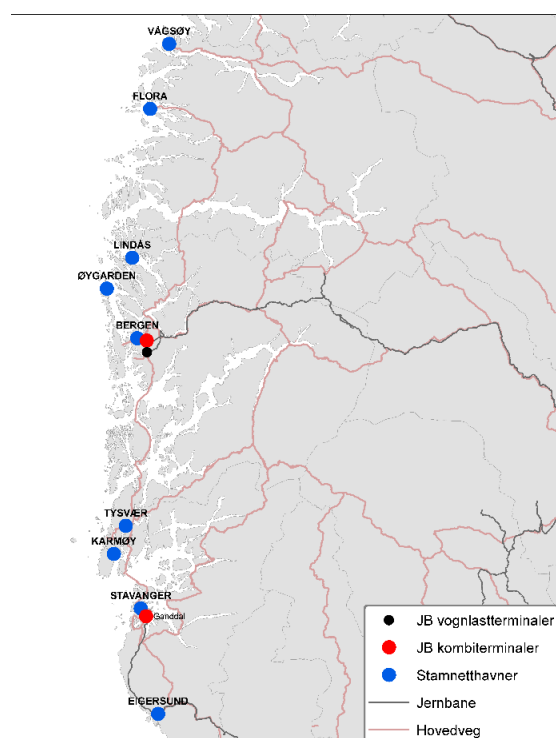 VÅGSØY
FLORA
LINDÅS
ØYGARDEN
BERGEN
TYSVÆR
KARMØY
STAVANGER
Ganddal
EIGERSUND
JB vognlastterminaler
JB kombiterminaler
Stamnetthavner
Jernbane
Hovedveg